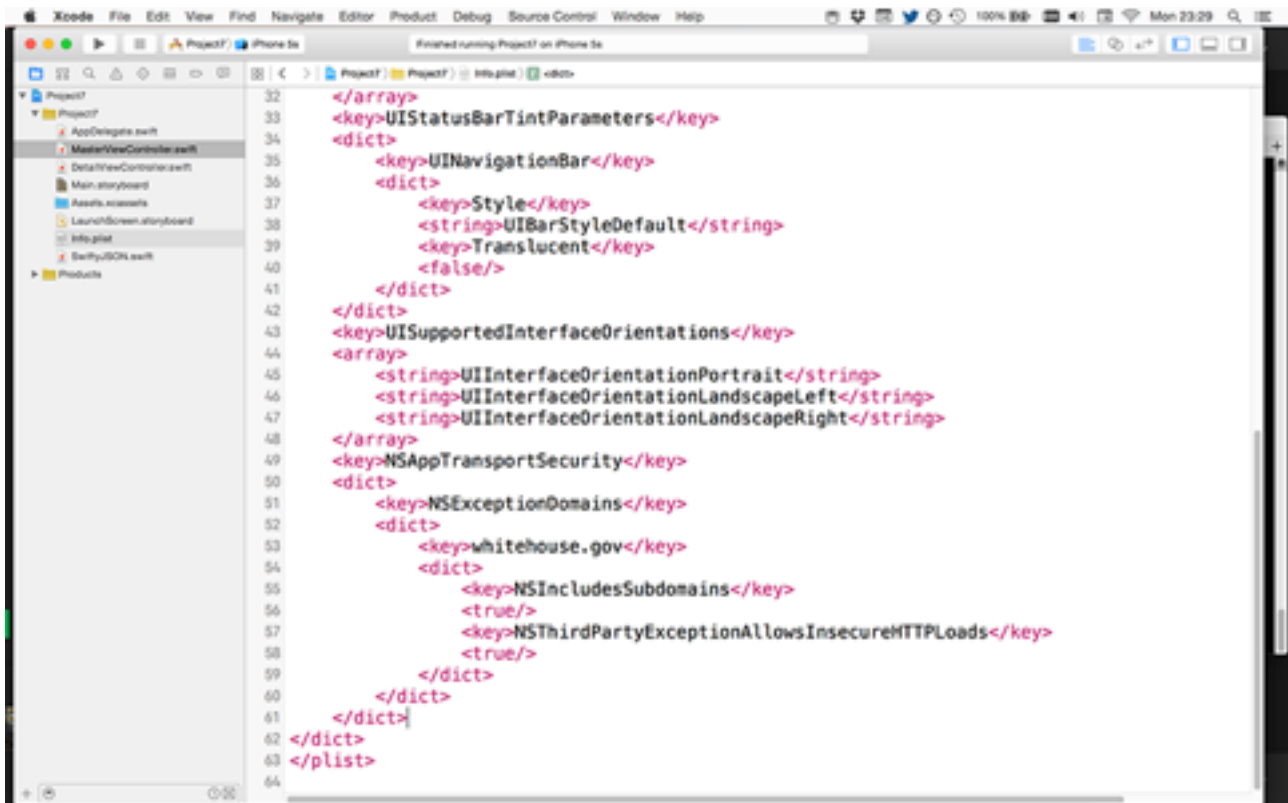 Xcode File Edit View Find Navigate Editor Product Debug Source Control Window Help 100% Mon 23:29
Project7 iPhone 5s Finished running Project7 on iPhone 5s
Project7 Project7 Info.plist <dict>
Project7
Project7
AppDelegate.swift
MasterViewController.swift
DetailViewController.swift
Main.storyboard
Assets.xcassets
LaunchScreen.storyboard
Info.plist
SwiftyJSON.swift
Products
32 </array>
33 <key>UIStatusBarTintParameters</key>
34 <dict>
35 <key>UINavigationBar</key>
36 <dict>
37 <key>Style</key>
38 <string>UIBarStyleDefault</string>
39 <key>Translucent</key>
40 <false/>
41 </dict>
42 </dict>
43 <key>UISupportedInterfaceOrientations</key>
44 <array>
45 <string>UIInterfaceOrientationPortrait</string>
46 <string>UIInterfaceOrientationLandscapeLeft</string>
47 <string>UIInterfaceOrientationLandscapeRight</string>
48 </array>
49 <key>NSAppTransportSecurity</key>
50 <dict>
51 <key>NSExceptionDomains</key>
52 <dict>
53 <key>whitehouse.gov</key>
54 <dict>
55 <key>NSIncludesSubdomains</key>
56 <true/>
57 <key>NSThirdPartyExceptionAllowsInsecureHTTPLoads</key>
58 <true/>
59 </dict>
60 </dict>
61 </dict>
62 </dict>
63 </plist>
64